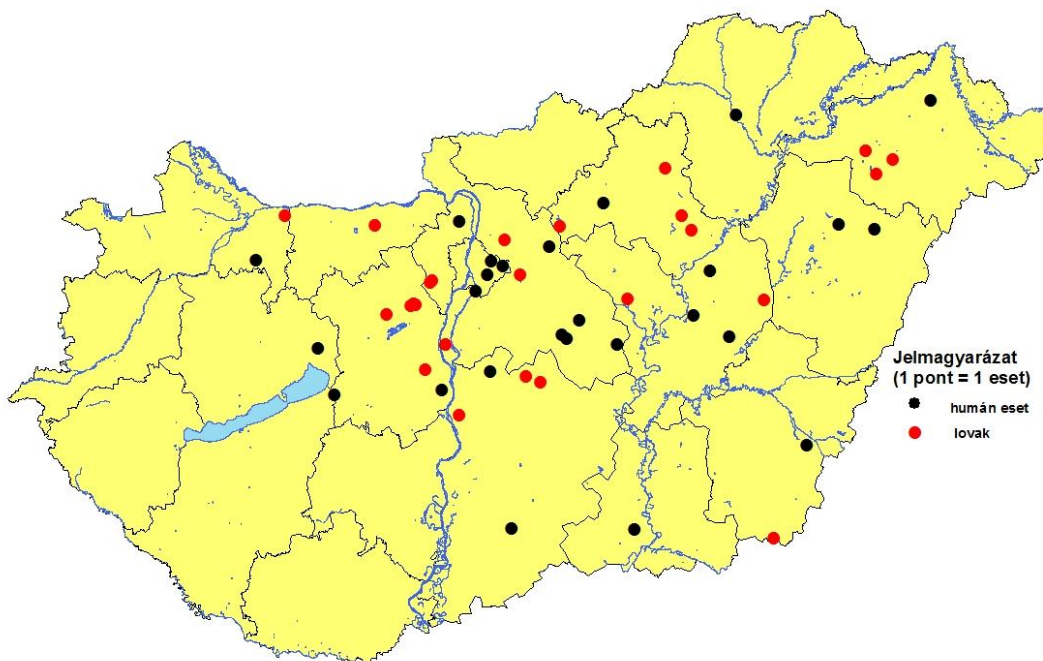 Jelmagyarázat
(1 pont = 1 eset)
humán eset
lovak